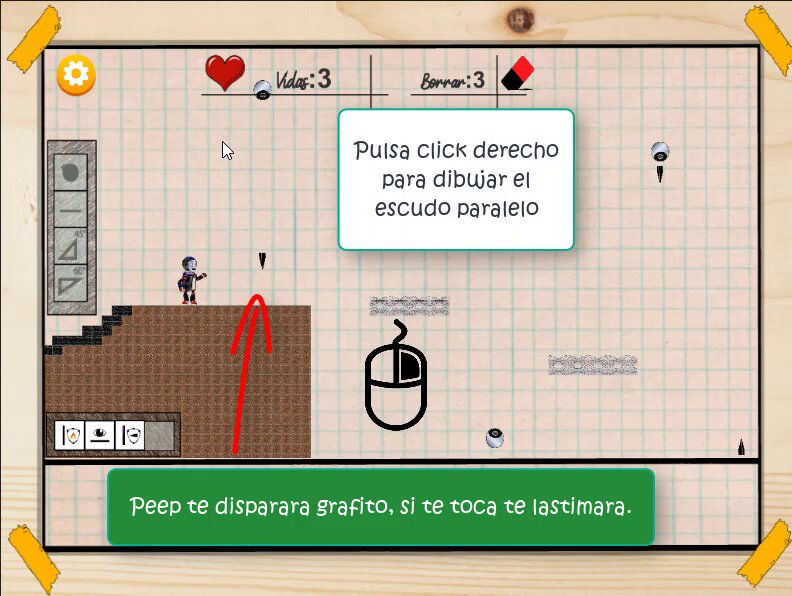 Vidas:3
Borrar:3
Pulsa click derecho
para dibujar el
escudo paralelo
45°
60°
Peep te disparara grafito, si te toca te lastimara.